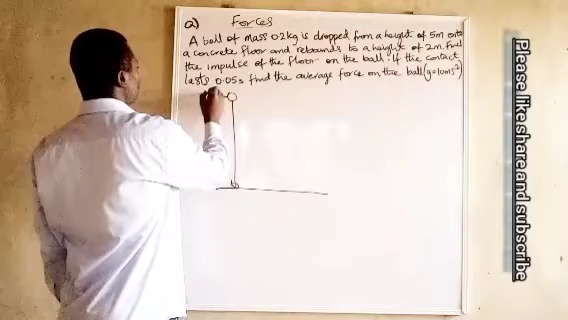 a) Forces
A ball of mass 0.2kg is dropped from a height of 5m onto
a concrete floor and rebounds to a height of 2m. Find
the impulse of the floor on the ball. If the contact
lasts 0.05s find the average force on the ball (g=10ms⁻²)
Please like share and subscribe